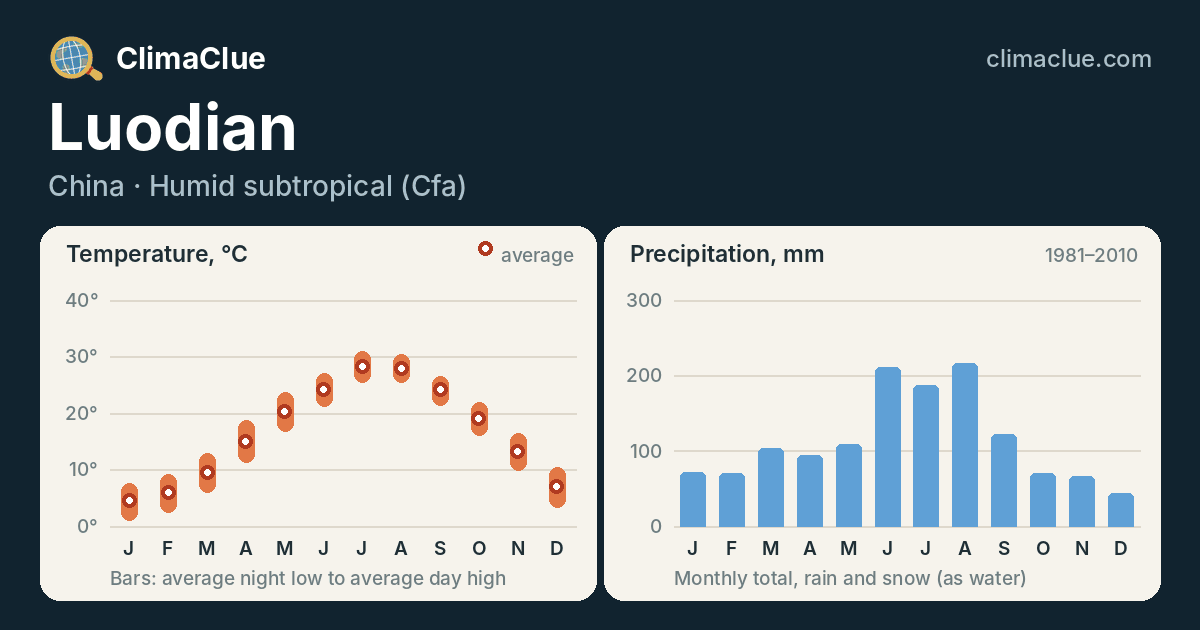 ClimaClue
climaclue.com
Luodian
China · Humid subtropical (Cfa)
Temperature, °C
average
40°
30°
20°
10°
0°
J F M A M J J A S O N D
Bars: average night low to average day high
Precipitation, mm
1981–2010
300
200
100
0
J F M A M J J A S O N D
Monthly total, rain and snow (as water)